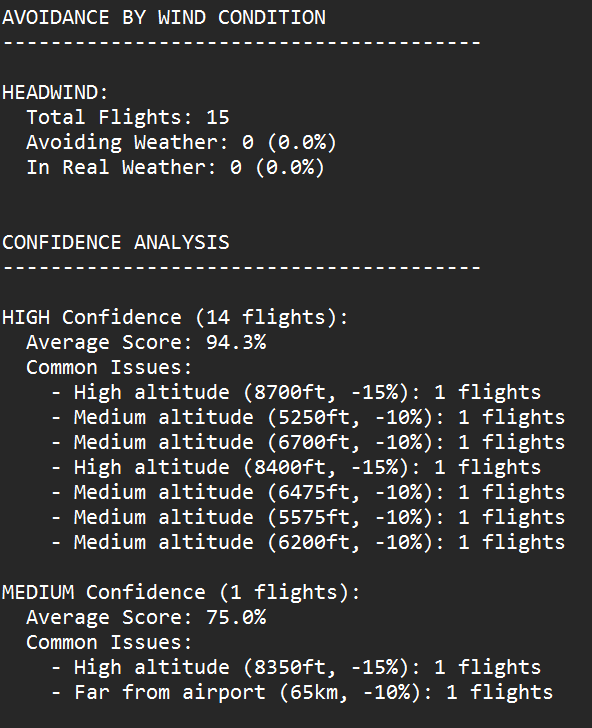 AVOIDANCE BY WIND CONDITION
----------------------------------------
HEADWIND:
  Total Flights: 15
  Avoiding Weather: 0 (0.0%)
  In Real Weather: 0 (0.0%)
CONFIDENCE ANALYSIS
----------------------------------------
HIGH Confidence (14 flights):
  Average Score: 94.3%
  Common Issues:
    - High altitude (8700ft, -15%): 1 flights
    - Medium altitude (5250ft, -10%): 1 flights
    - Medium altitude (6700ft, -10%): 1 flights
    - High altitude (8400ft, -15%): 1 flights
    - Medium altitude (6475ft, -10%): 1 flights
    - Medium altitude (5575ft, -10%): 1 flights
    - Medium altitude (6200ft, -10%): 1 flights
MEDIUM Confidence (1 flights):
  Average Score: 75.0%
  Common Issues:
    - High altitude (8350ft, -15%): 1 flights
    - Far from airport (65km, -10%): 1 flights